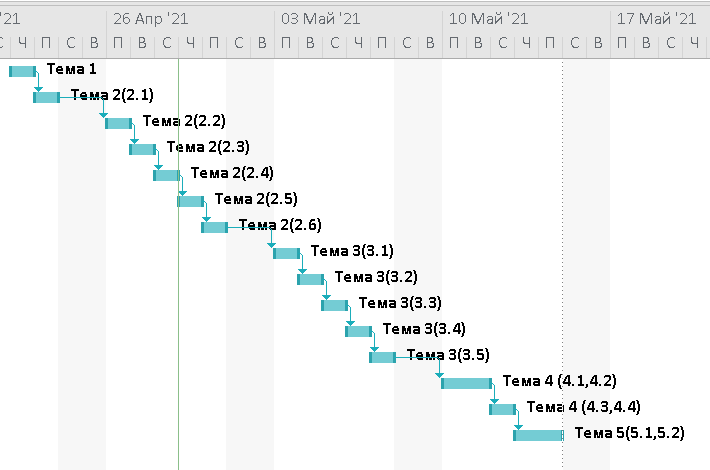 '21 26 Апр '21 03 Май '21 10 Май '21 17 Май '21
С Ч П С В П В С Ч П С В П В С Ч П С В П В С Ч П С В П В С Ч
Тема 1
Тема 2(2.1)
Тема 2(2.2)
Тема 2(2.3)
Тема 2(2.4)
Тема 2(2.5)
Тема 2(2.6)
Тема 3(3.1)
Тема 3(3.2)
Тема 3(3.3)
Тема 3(3.4)
Тема 3(3.5)
Тема 4 (4.1,4.2)
Тема 4 (4.3,4.4)
Тема 5(5.1,5.2)